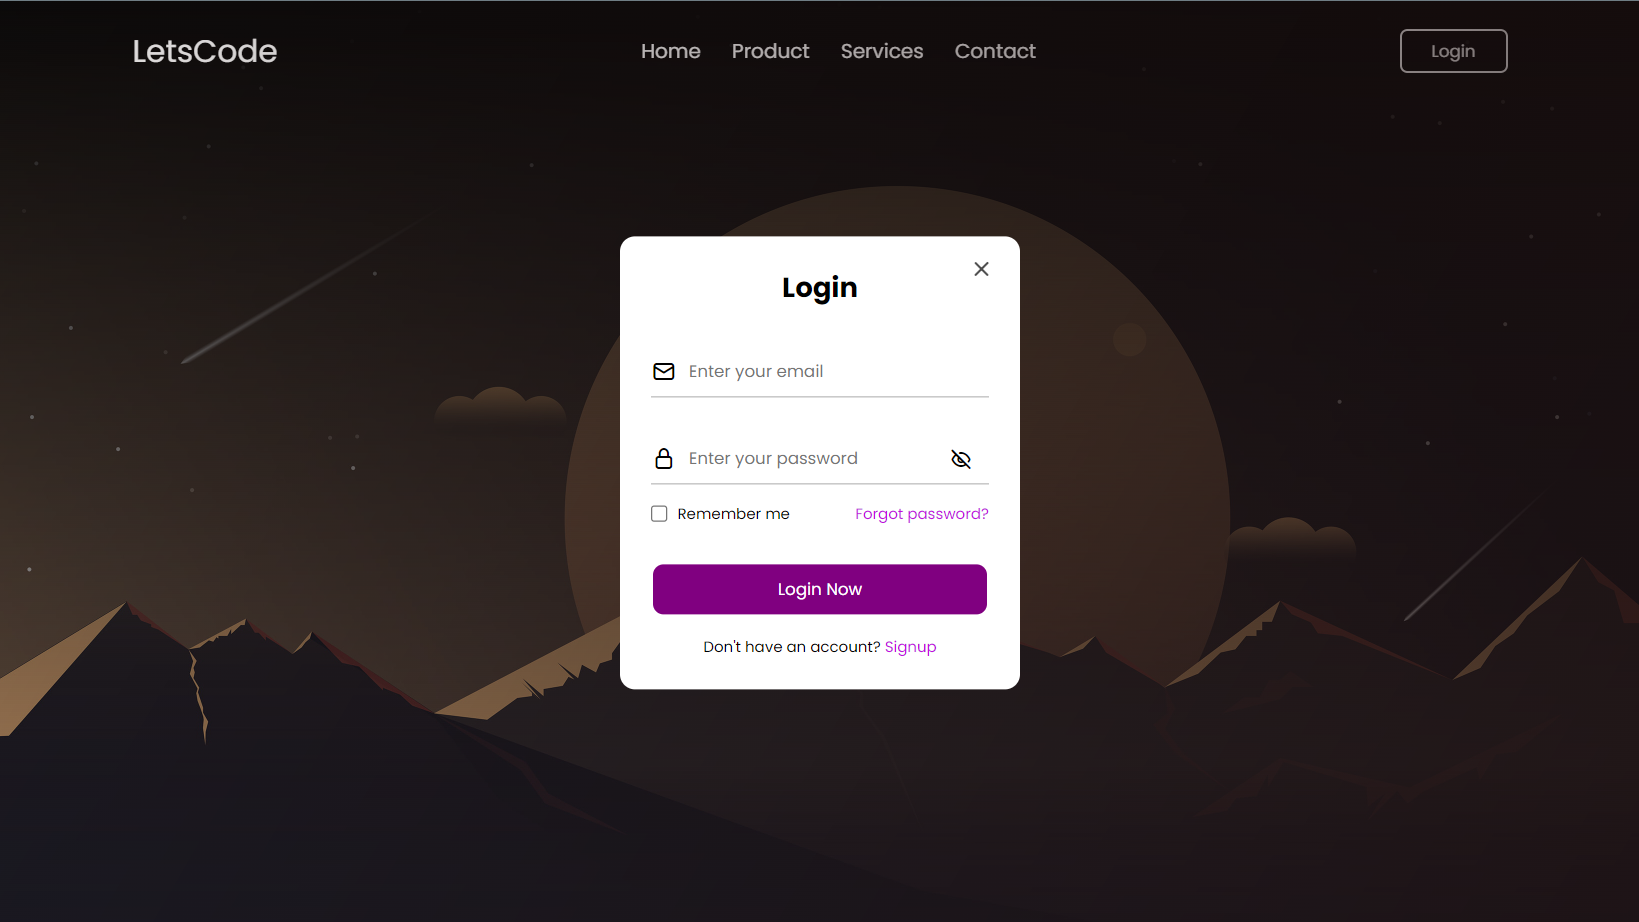 LetsCode
Home Product Services Contact
Login
Login
Enter your email
Enter your password
Remember me Forgot password?
Login Now
Don't have an account? Signup